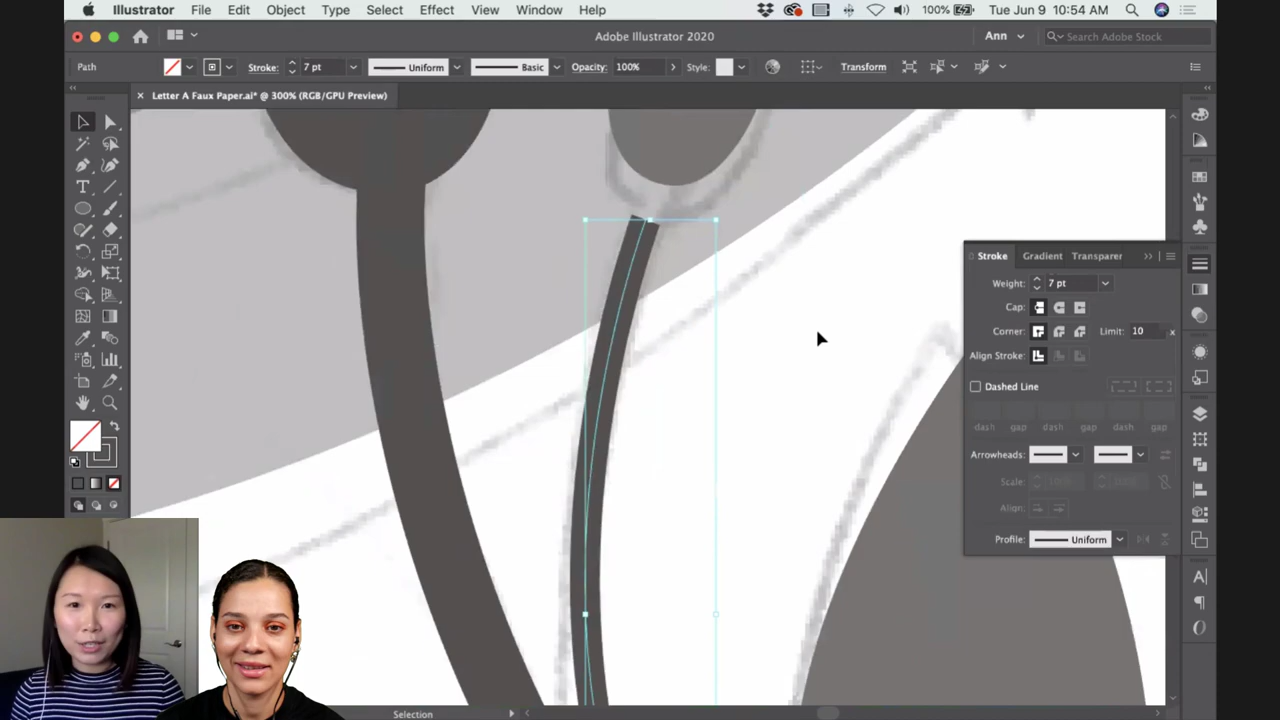 Illustrator File Edit Object Type Select Effect View Window Help 100% Tue Jun 9 10:54 AM
Adobe Illustrator 2020 Ann Search Adobe Stock
Path Stroke: 7 pt Uniform Basic Opacity: 100% Style: Transform
Letter A Faux Paper.ai* @ 300% (RGB/GPU Preview)
Stroke Gradient Transparer
Weight: 7 pt
Cap:
Corner: Limit: 10 x
Align Stroke:
Dashed Line
dash gap dash gap dash gap
Arrowheads:
Scale: 100% 100%
Align:
Profile: Uniform
Selection